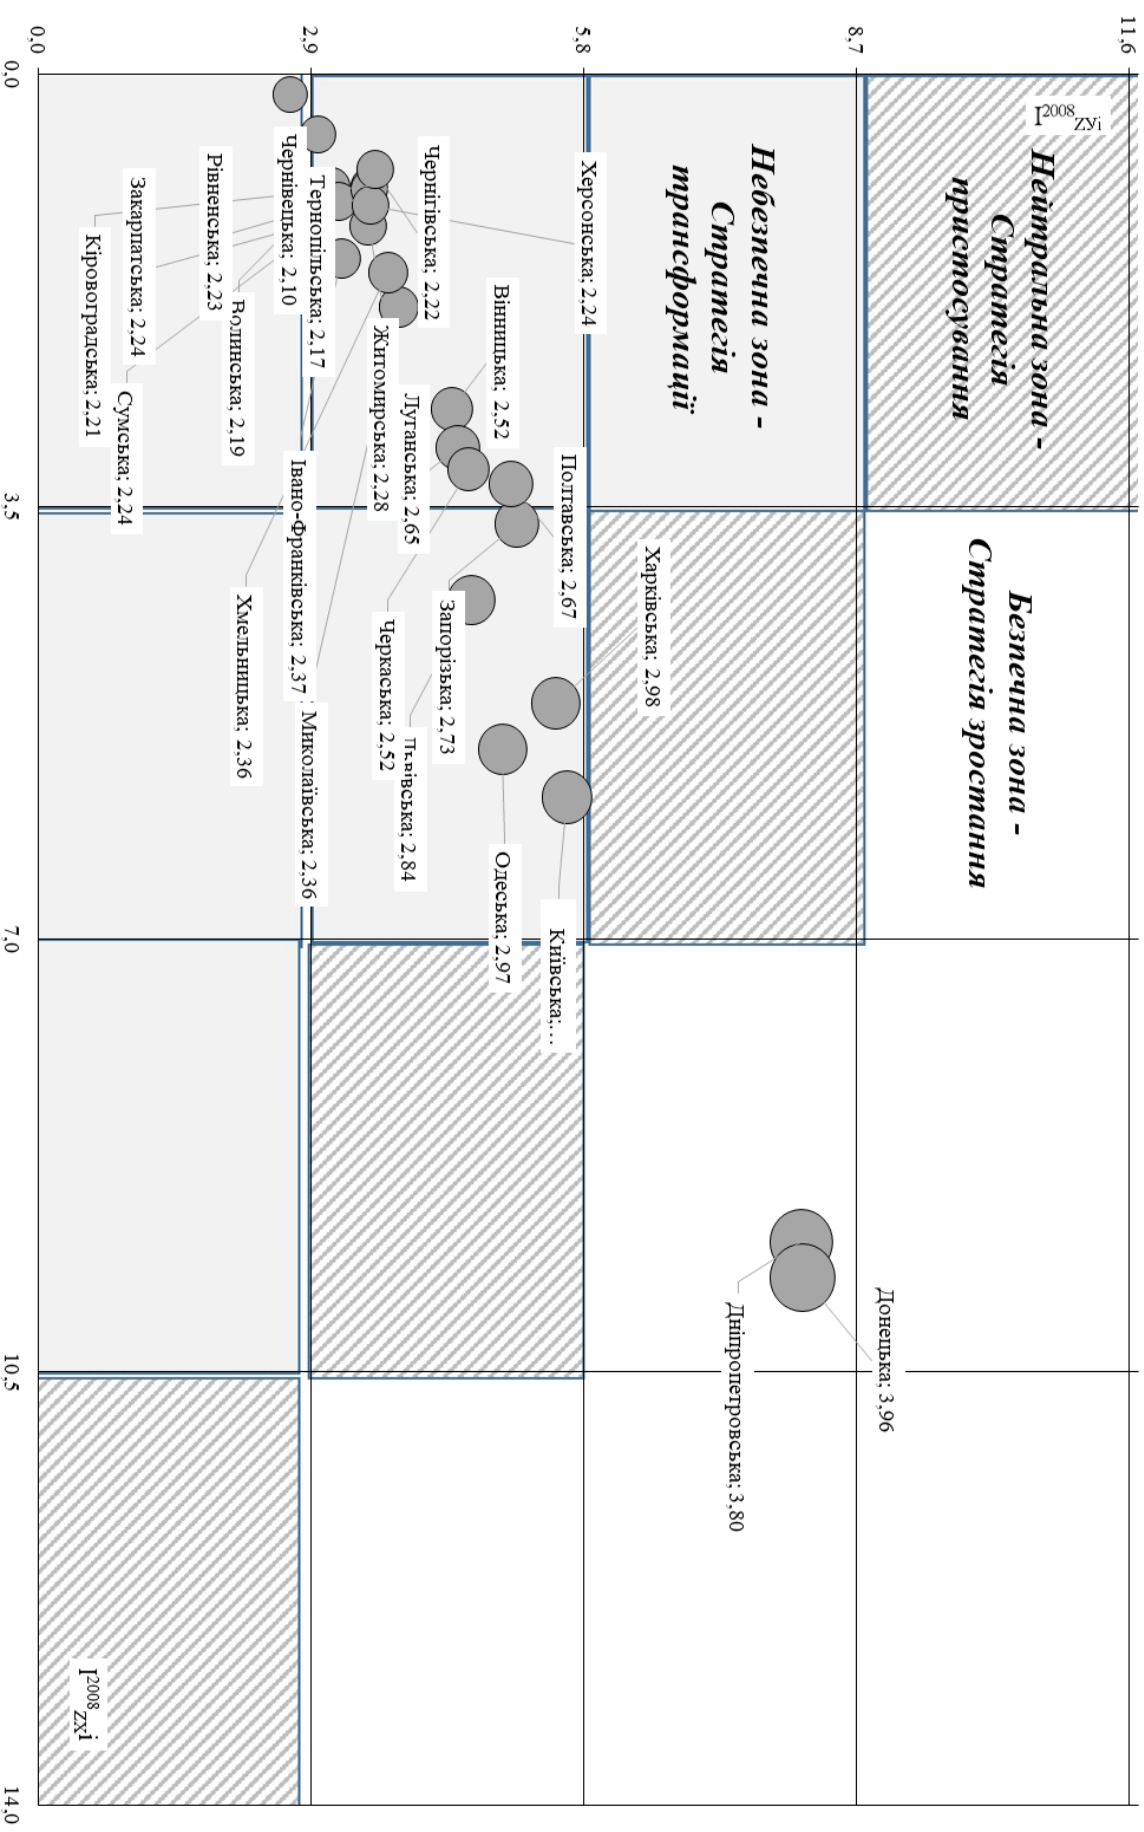 11,6
8,7
5,8
2,9
0,0
0,0
3,5
7,0
10,5
14,0
I²⁰⁰⁸ZУi
Нейтральна зона -
Стратегія
пристосування
Безпечна зона -
Стратегія зростання
Небезпечна зона -
Стратегія
трансформації
Донецька; 3,96
Дніпропетровська; 3,80
Харківська; 2,98
Херсонська; 2,24
Полтавська; 2,67
Київська;…
Вінницька; 2,52
Одеська; 2,97
Чернігівська; 2,22
Запорізька; 2,73
Луганська; 2,65
Львівська; 2,84
Житомирська; 2,28
Черкаська; 2,52
Тернопільська; 2,17
Миколаївська; 2,36
Чернівецька; 2,10
Івано-Франківська; 2,37
Волинська; 2,19
Хмельницька; 2,36
Рівненська; 2,23
Закарпатська; 2,24
Сумська; 2,24
Кіровоградська; 2,21
I²⁰⁰⁸ZXi